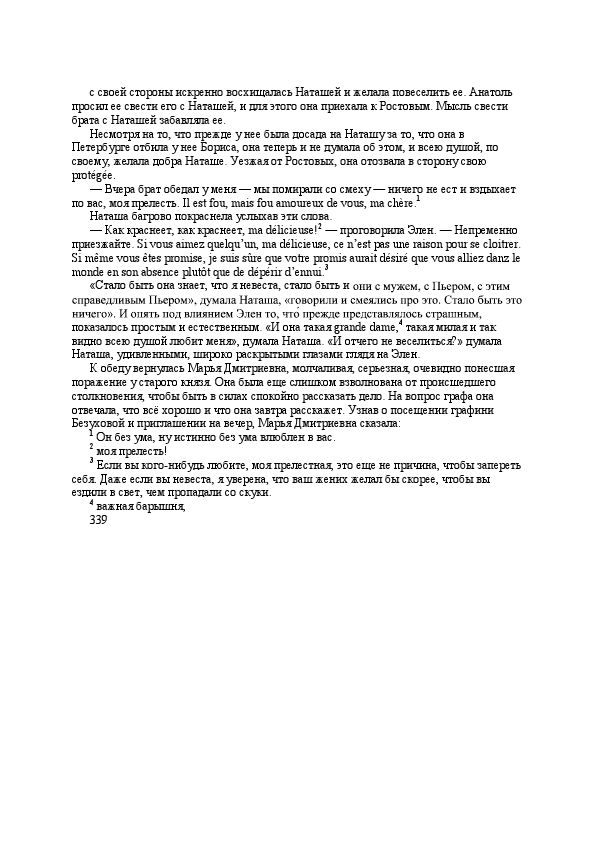 с своей стороны искренно восхищалась Наташей и желала повеселить ее. Анатоль
просил ее свести его с Наташей, и для этого она приехала к Ростовым. Мысль свести
брата с Наташей забавляла ее.
Несмотря на то, что прежде у нее была досада на Наташу за то, что она в
Петербурге отбила у нее Бориса, она теперь и не думала об этом, и всею душой, по
своему, желала добра Наташе. Уезжая от Ростовых, она отозвала в сторону свою
protégée.
— Вчера брат обедал у меня — мы помирали со смеху — ничего не ест и вздыхает
по вас, моя прелесть. Il est fou, mais fou amoureux de vous, ma chère.1
Наташа багрово покраснела услыхав эти слова.
— Как краснеет, как краснеет, ma délicieuse!2 — проговорила Элен. — Непременно
приезжайте. Si vous aimez quelqu’un, ma délicieuse, ce n’est pas une raison pour se cloitrer.
Si même vous êtes promise, je suis sûre que votre promis aurait désiré que vous alliez danz le
monde en son absence plutôt que de dépérir d’ennui.3
«Стало быть она знает, что я невеста, стало быть и они с мужем, с Пьером, с этим
справедливым Пьером», думала Наташа, «говорили и смеялись про это. Стало быть это
ничего». И опять под влиянием Элен то, что́ прежде представлялось страшным,
показалось простым и естественным. «И она такая grande dame,4 такая милая и так
видно всею душой любит меня», думала Наташа. «И отчего не веселиться?» думала
Наташа, удивленными, широко раскрытыми глазами глядя на Элен.
К обеду вернулась Марья Дмитриевна, молчаливая, серьезная, очевидно понесшая
поражение у старого князя. Она была еще слишком взволнована от происшедшего
столкновения, чтобы быть в силах спокойно рассказать дело. На вопрос графа она
отвечала, что всё хорошо и что она завтра расскажет. Узнав о посещении графини
Безуховой и приглашении на вечер, Марья Дмитриевна сказала:
1 Он без ума, ну истинно без ума влюблен в вас.
2 моя прелесть!
3 Если вы кого-нибудь любите, моя прелестная, это еще не причина, чтобы запереть
себя. Даже если вы невеста, я уверена, что ваш жених желал бы скорее, чтобы вы
ездили в свет, чем пропадали со скуки.
4 важная барышня,
339